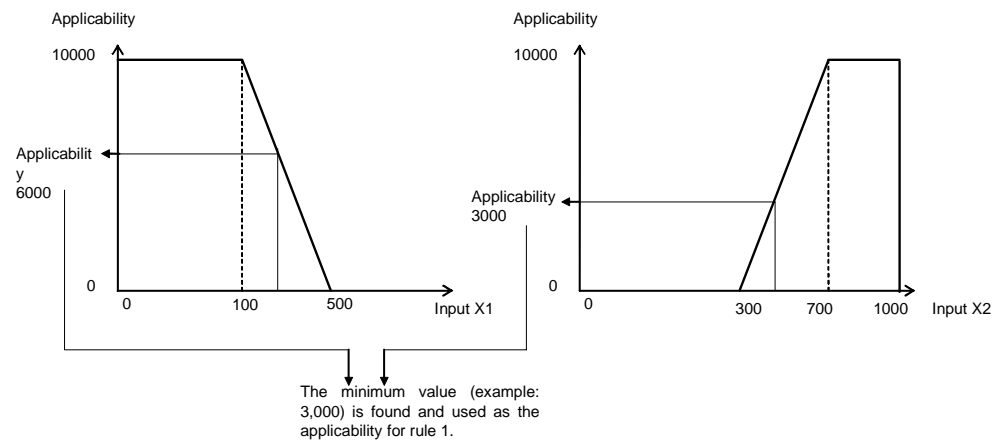 Applicability
10000
Applicabilit
y
6000
0
0
100
500
Input X1
Applicability
10000
Applicability
3000
0
0
300
700
1000
Input X2
The minimum value (example:
3,000) is found and used as the
applicability for rule 1.